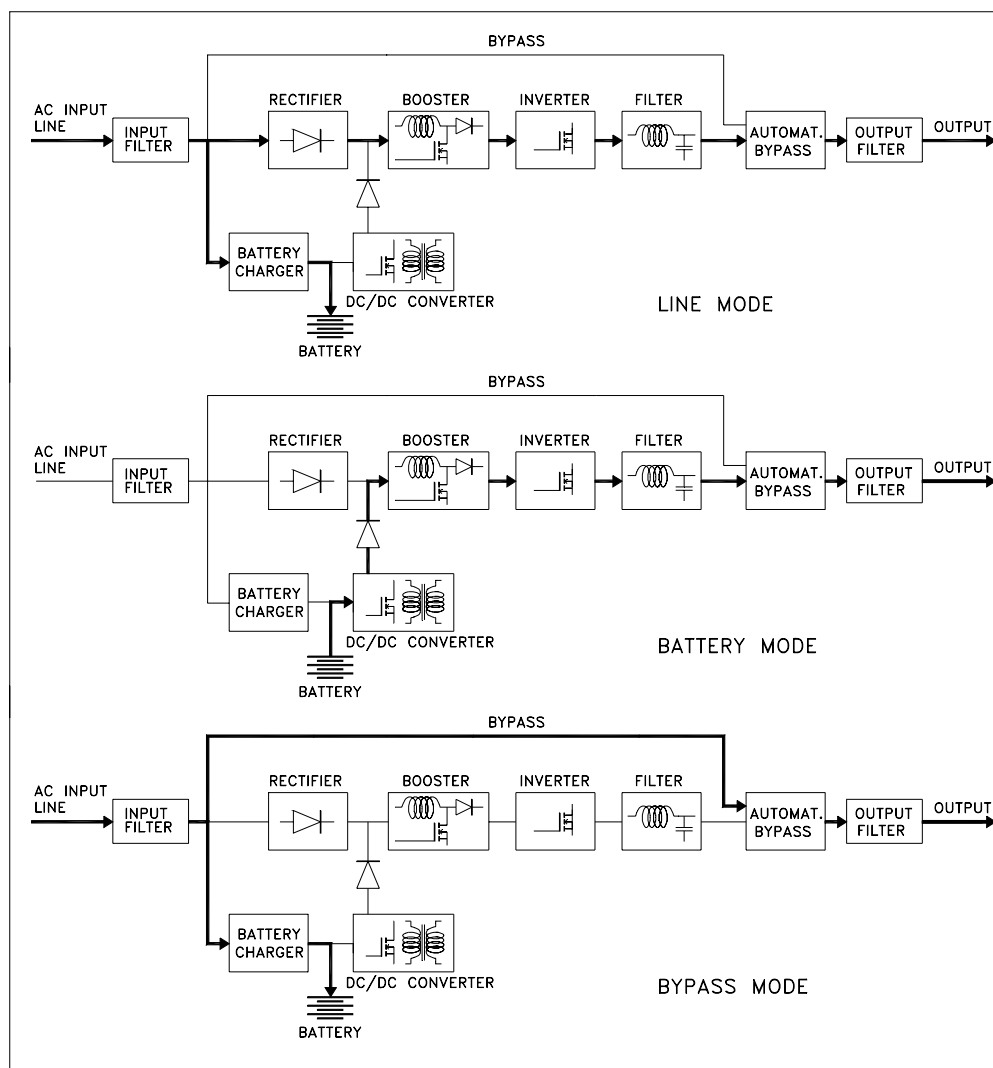 BYPASS
AC INPUT
LINE
INPUT
FILTER
RECTIFIER
BOOSTER
INVERTER
FILTER
AUTOMAT.
BYPASS
OUTPUT
FILTER
OUTPUT
BATTERY
CHARGER
DC/DC CONVERTER
BATTERY
LINE MODE
BYPASS
AC INPUT
LINE
INPUT
FILTER
RECTIFIER
BOOSTER
INVERTER
FILTER
AUTOMAT.
BYPASS
OUTPUT
FILTER
OUTPUT
BATTERY
CHARGER
DC/DC CONVERTER
BATTERY
BATTERY MODE
BYPASS
AC INPUT
LINE
INPUT
FILTER
RECTIFIER
BOOSTER
INVERTER
FILTER
AUTOMAT.
BYPASS
OUTPUT
FILTER
OUTPUT
BATTERY
CHARGER
DC/DC CONVERTER
BATTERY
BYPASS MODE